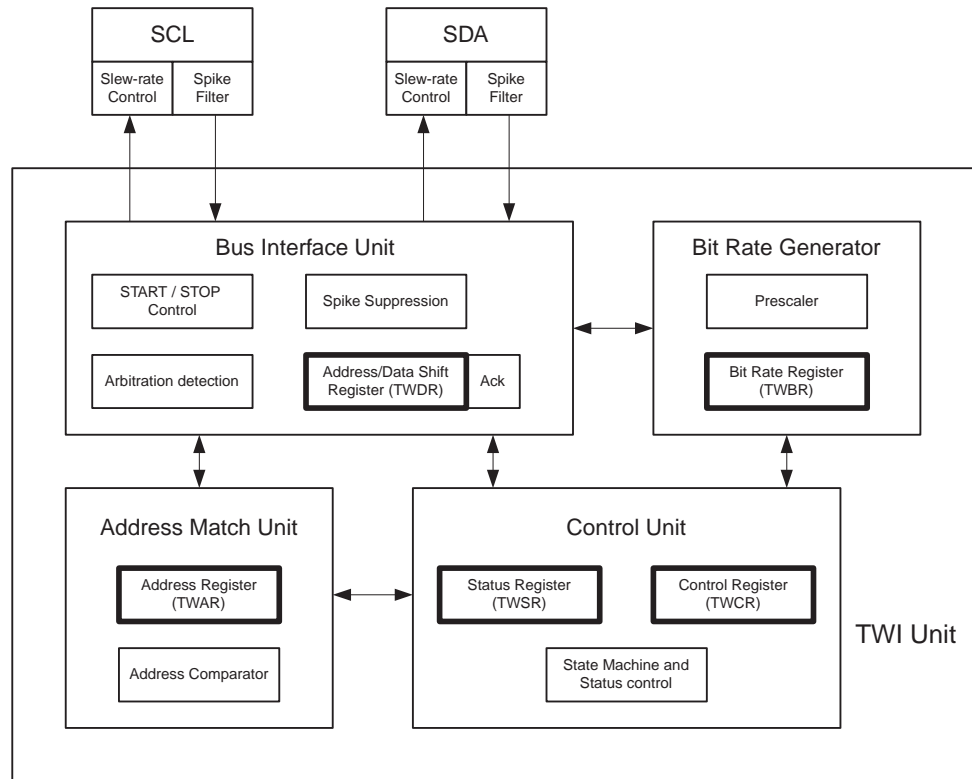 SCL
Slew-rate
Control
Spike
Filter
SDA
Slew-rate
Control
Spike
Filter
Bus Interface Unit
START / STOP
Control
Spike Suppression
Arbitration detection
Address/Data Shift
Register (TWDR)
Ack
Bit Rate Generator
Prescaler
Bit Rate Register
(TWBR)
Address Match Unit
Address Register
(TWAR)
Address Comparator
Control Unit
Status Register
(TWSR)
Control Register
(TWCR)
State Machine and
Status control
TWI Unit